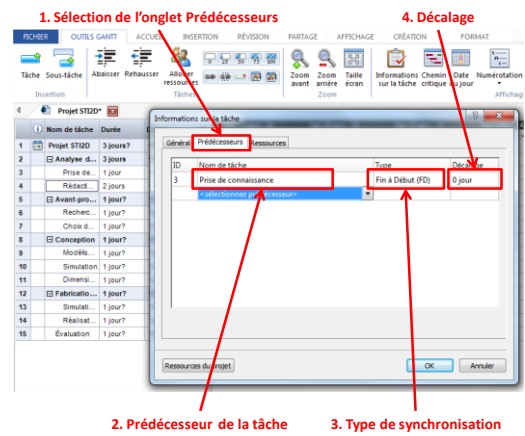 1. Sélection de l'onglet Prédécesseurs
4. Décalage
FICHIER OUTILS GANTT ACCUEIL INSERTION RÉVISION PARTAGE AFFICHAGE CRÉATION FORMAT
Tâche Sous-tâche Abaisser Rehausser Allouer ressources Zoom avant Zoom arrière Taille écran Informations sur la tâche Chemin critique Date du jour Numérotation
Insertion Tâches Zoom Affichage
Projet STI2D*
Informations sur la tâche
Nom de tâche Durée
Général Prédécesseurs Ressources
1 Projet STI2D 3 jours?
2 Analyse d... 3 jours
3 Prise de... 1 jour
4 Rédacti... 2 jours
5 Avant-pro... 1 jour?
6 Recherc... 1 jour?
7 Choix d... 1 jour?
8 Conception 1 jour?
9 Modélis... 1 jour?
10 Simulation 1 jour?
11 Dimensi... 1 jour?
12 Fabricatio... 1 jour?
13 Simulati... 1 jour?
14 Réalisat... 1 jour?
15 Évaluation 1 jour?
ID Nom de tâche Type Décalage
3 Prise de connaissance Fin à Début (FD) 0 jour
Ressources du projet OK Annuler
2. Prédécesseur de la tâche
3. Type de synchronisation